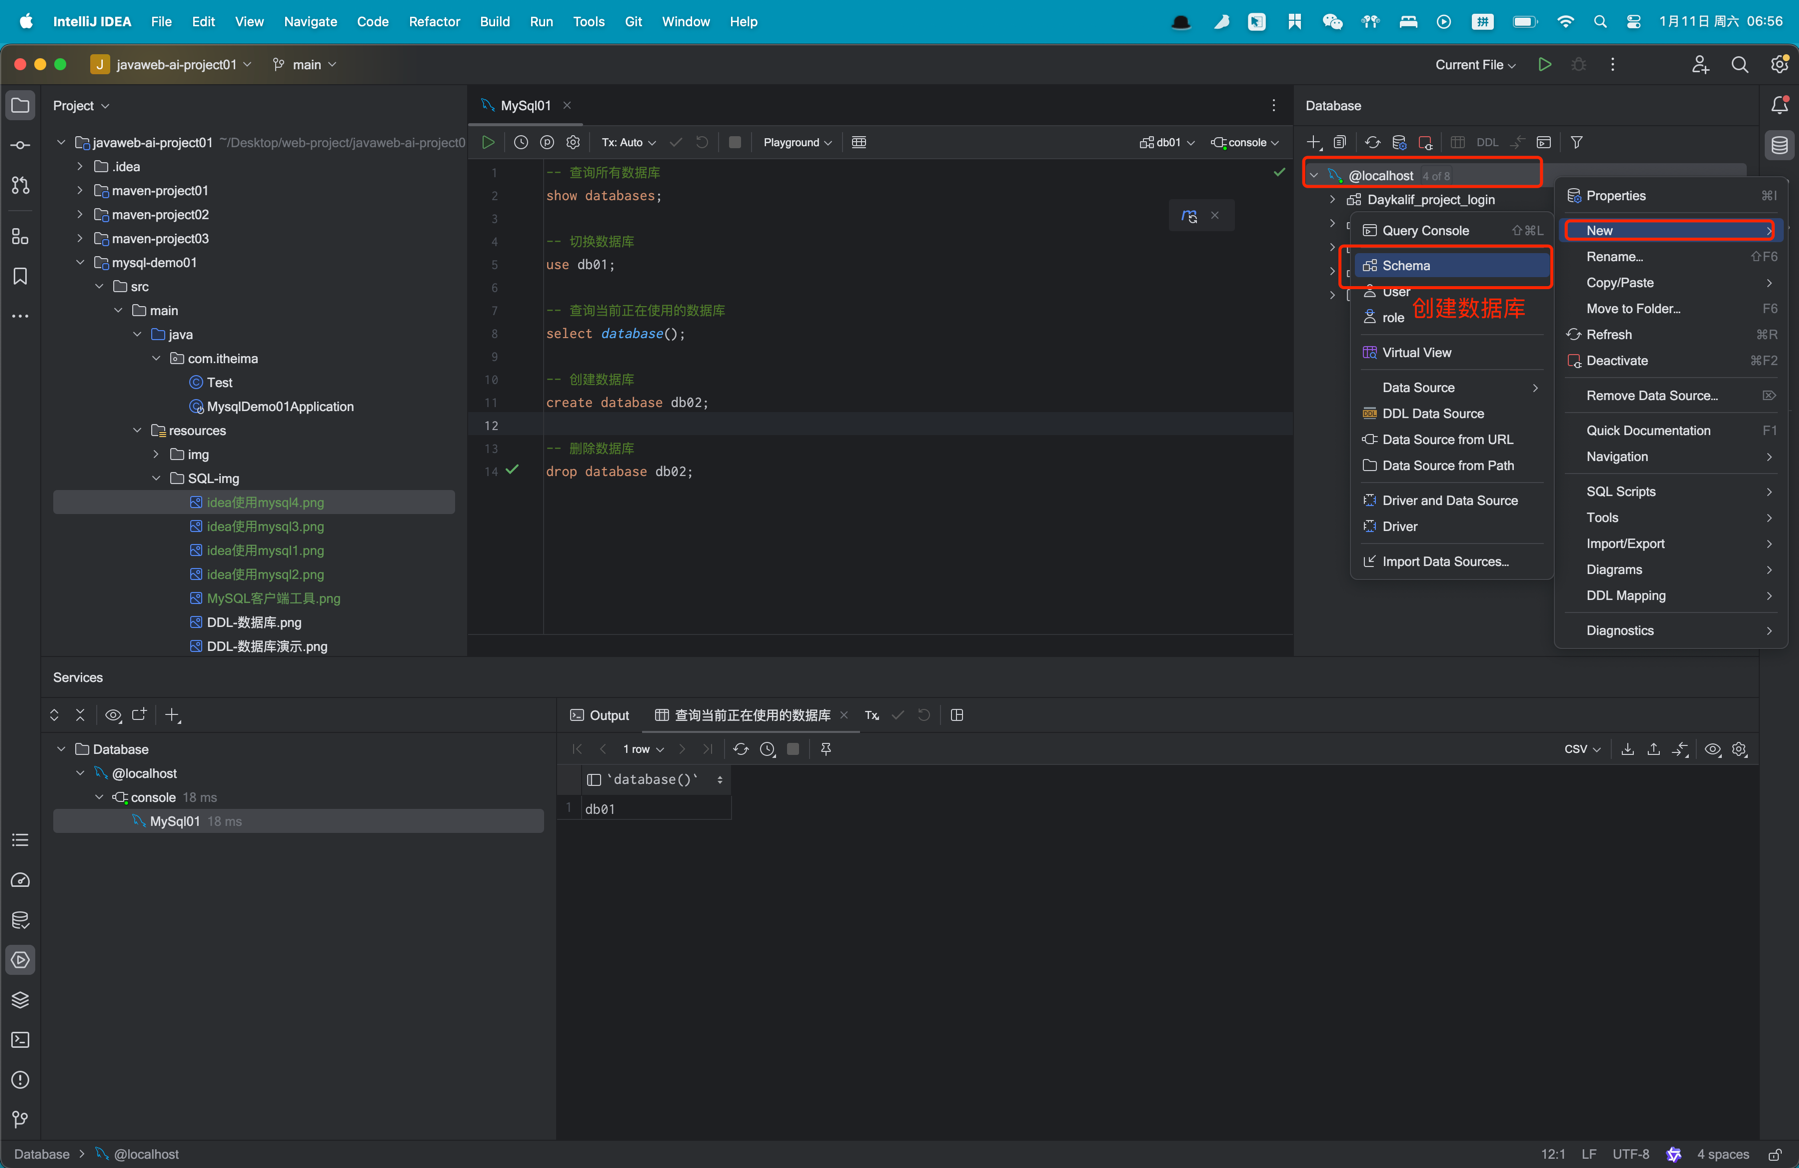 IntelliJ IDEA File Edit View Navigate Code Refactor Build Run Tools Git Window Help 拼 1月11日 周六 06:56
J javaweb-ai-project01 main Current File
Project
javaweb-ai-project01 ~/Desktop/web-project/javaweb-ai-project0
.idea
maven-project01
maven-project02
maven-project03
mysql-demo01
src
main
java
com.itheima
Test
MysqlDemo01Application
resources
img
SQL-img
idea使用mysql4.png
idea使用mysql3.png
idea使用mysql1.png
idea使用mysql2.png
MySQL客户端工具.png
DDL-数据库.png
DDL-数据库演示.png
MySql01
Tx: Auto Playground db01 console
1 -- 查询所有数据库
2 show databases;
3
4 -- 切换数据库
5 use db01;
6
7 -- 查询当前正在使用的数据库
8 select database();
9
10 -- 创建数据库
11 create database db02;
12
13 -- 删除数据库
14 drop database db02;
Database
DDL
@localhost 4 of 8
Daykalif_project_login
Query Console ⇧⌘L
Schema
User
role
创建数据库
Virtual View
Data Source
DDL Data Source
Data Source from URL
Data Source from Path
Driver and Data Source
Driver
Import Data Sources...
Properties ⌘I
New
Rename... ⇧F6
Copy/Paste
Move to Folder... F6
Refresh ⌘R
Deactivate ⌘F2
Remove Data Source... ⌦
Quick Documentation F1
Navigation
SQL Scripts
Tools
Import/Export
Diagrams
DDL Mapping
Diagnostics
Services
Database
@localhost
console 18 ms
MySql01 18 ms
Output 查询当前正在使用的数据库 Tx
1 row CSV
`database()`
1 db01
Database > @localhost 12:1 LF UTF-8 4 spaces